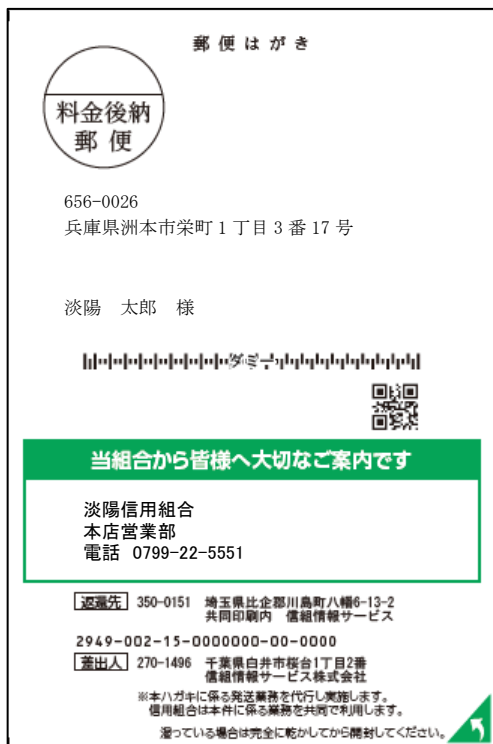 郵便はがき
料金後納
郵便
656-0026
兵庫県洲本市栄町1丁目3番17号
淡陽 太郎 様
ダミー
当組合から皆様へ大切なご案内です
淡陽信用組合
本店営業部
電話 0799-22-5551
返還先 350-0151 埼玉県比企郡川島町八幡6-13-2
共同印刷内 信組情報サービス
2949-002-15-0000000-00-0000
差出人 270-1496 千葉県白井市桜台1丁目2番
信組情報サービス株式会社
※本ハガキに係る発送業務を代行し実施します。
信用組合は本件に係る業務を共同で利用します。
湿っている場合は完全に乾かしてから開封してください。